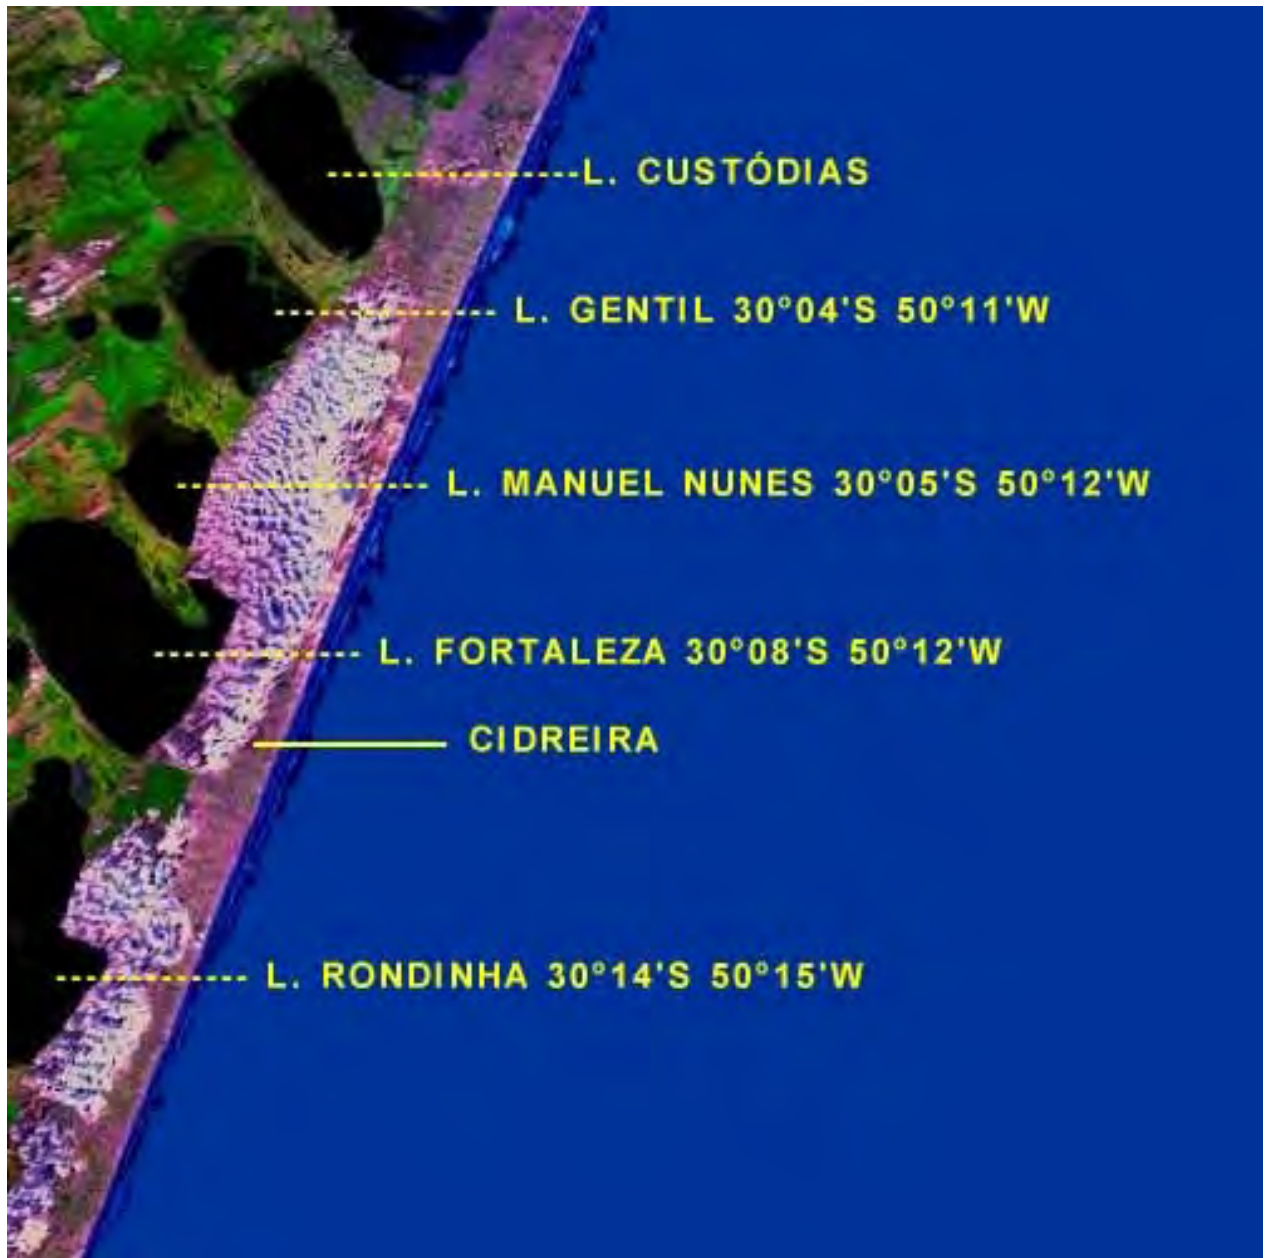 L. CUSTÓDIAS
L. GENTIL 30°04'S 50°11'W
L. MANUEL NUNES 30°05'S 50°12'W
L. FORTALEZA 30°08'S 50°12'W
CIDREIRA
L. RONDINHA 30°14'S 50°15'W